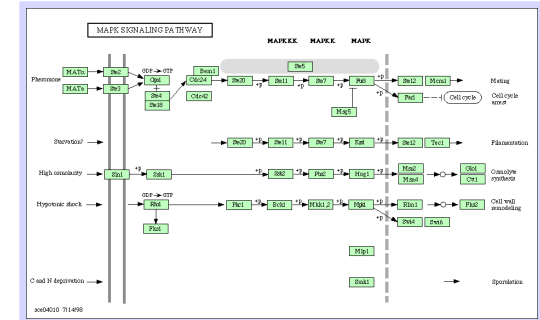 MAPK SIGNALING PATHWAY
MAPKKK MAPKK MAPK
Ste5
GDP GTP
Bem1
Pheromone
MATα Ste2 Gpa1 Cdc24 Ste20 +p Ste11 +p Ste7 +p Fus3 +p Ste12 Mcm1 Mating
MATa Ste3 Ste4 Cdc42 +p Far1 Cell cycle Cell cycle arrest
Ste18
Msg5
Starvation? Ste20 +p Ste11 +p Ste7 +p Kss1 +p Ste12 Tec1 Filamentation
High osmolarity Sln1 +p Ssk1 +p Ssk2 +p Pbs2 +p Hog1 +p Msn2 Msn4 Glo1 Ctt1 Osmolyte synthesis
GDP GTP
Hypotonic shock Rho1 Pkc1 +p Bck1 +p Mkk1,2 +p Mpk1 +p Rlm1 Fks2 Cell wall remodeling
Fks1 +p Swi4 Swi6
Mlp1
C and N deprivation Smk1 Sporulation
sce04010 7/14/98